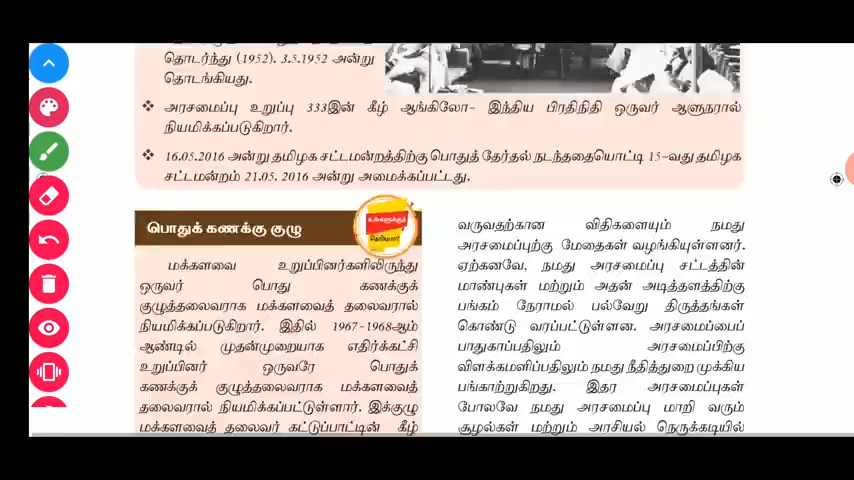 தொடர்ந்து (1952). 3.5.1952 அன்று
தொடங்கியது.
❖ அரசமைப்பு உறுப்பு 333இன் கீழ் ஆங்கிலோ- இந்திய பிரதிநிதி ஒருவர் ஆளுநரால்
நியமிக்கப்படுகிறார்.
❖ 16.05.2016 அன்று தமிழக சட்டமன்றத்திற்கு பொதுத் தேர்தல் நடந்ததையொட்டி 15-வது தமிழக
சட்டமன்றம் 21.05. 2016 அன்று அமைக்கப்பட்டது.
பொதுக் கணக்கு குழு
உங்களுக்குத்
தெரியுமா?
மக்களவை உறுப்பினர்களிலிருந்து
ஒருவர் பொது கணக்குக்
குழுத்தலைவராக மக்களவைத் தலைவரால்
நியமிக்கப்படுகிறார். இதில் 1967-1968ஆம்
ஆண்டில் முதன்முறையாக எதிர்க்கட்சி
உறுப்பினர் ஒருவரே பொதுக்
கணக்குக் குழுத்தலைவராக மக்களவைத்
தலைவரால் நியமிக்கப்பட்டுள்ளார். இக்குழு
மக்களவைத் தலைவர் கட்டுப்பாட்டின் கீழ்
வருவதற்கான விதிகளையும் நமது
அரசமைப்புற்கு மேதைகள் வழங்கியுள்ளனர்.
ஏற்கனவே, நமது அரசமைப்பு சட்டத்தின்
மாண்புகள் மற்றும் அதன் அடித்தளத்திற்கு
பங்கம் நேராமல் பல்வேறு திருத்தங்கள்
கொண்டு வரப்பட்டுள்ளன. அரசமைப்பைப்
பாதுகாப்பதிலும் அரசமைப்பிற்கு
விளக்கமளிப்பதிலும் நமது நீதித்துறை முக்கிய
பங்காற்றுகிறது. இதர அரசமைப்புகள்
போலவே நமது அரசமைப்பு மாறி வரும்
சூழல்கள் மற்றும் அரசியல் நெருக்கடியில்